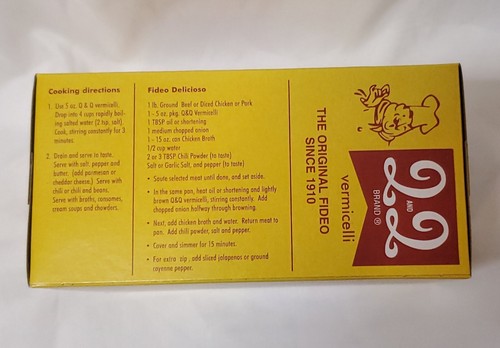 Cooking directions
1. Use 5 oz. Q & Q vermicelli.
Drop into 4 cups rapidly boil-
ing salted water (2 tsp. salt).
Cook, stirring constantly for 3
minutes.
2. Drain and serve to taste.
Serve with salt, pepper and
butter: (add parmesan or
cheddar cheese.) Serve with
chili or chili and beans.
Serve with broths, consomes,
cream soups and chowders.
Fideo Delicioso
1 lb. Ground Beef or Diced Chicken or Pork
1 - 5 oz. pkg. Q&Q Vermicelli
1 TBSP oil or shortening
1 medium chopped onion
1 - 15 oz. can Chicken Broth
1/2 cup water
2 or 3 TBSP. Chili Powder (to taste)
Salt or Garlic Salt, and pepper (to taste)
• Saute selected meat until done, and set aside.
• In the same pan, heat oil or shortening and lightly
brown Q&Q vermicelli, stirring constantly. Add
chopped onion halfway through browning.
• Next, add chicken broth and water. Return meat to
pan. Add chili powder, salt and pepper.
• Cover and simmer for 15 minutes.
• For extra zip . add sliced jalapenos or ground
cayenne pepper.
Q AND Q
BRAND ®
vermicelli
THE ORIGINAL FIDEO
SINCE 1910